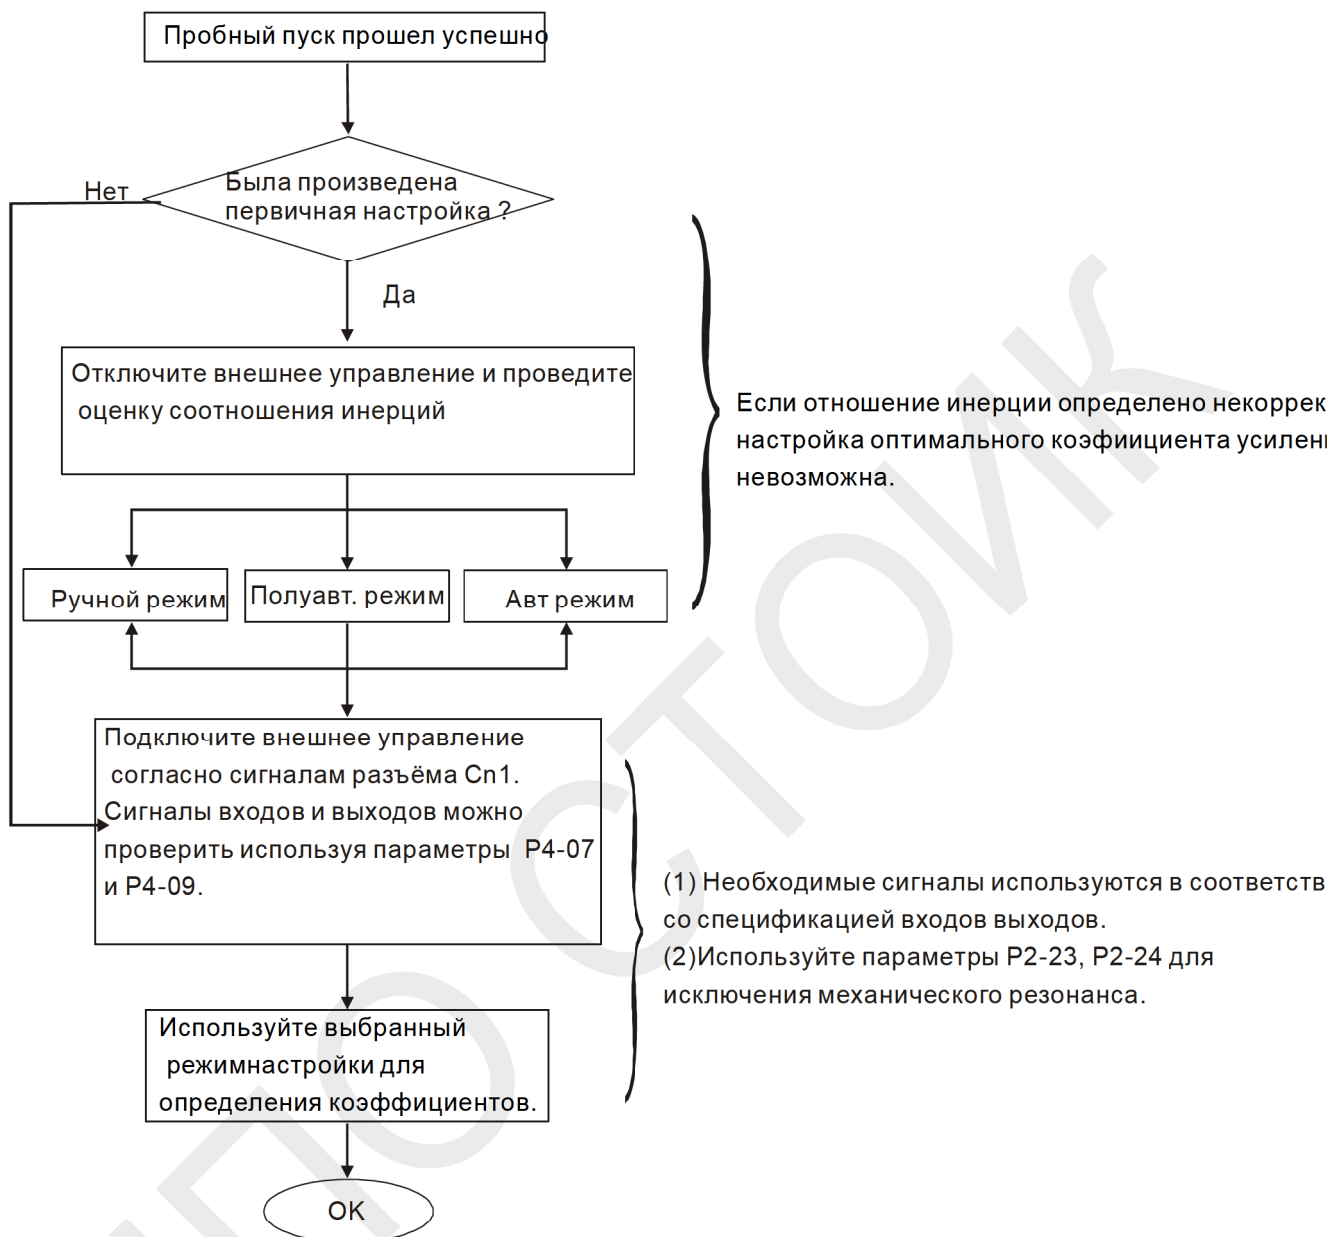 Пробный пуск прошел успешно
Была произведена
первичная настройка ?
Нет
Да
Отключите внешнее управление и проведите
оценку соотношения инерций
Если отношение инерции определено некоррек
настройка оптимального коэфиициента усилен
невозможна.
Ручной режим
Полуавт. режим
Авт режим
Подключите внешнее управление
согласно сигналам разъёма Cn1.
Сигналы входов и выходов можно
проверить используя параметры P4-07
и P4-09.
(1) Необходимые сигналы используются в соответств
со спецификацией входов выходов.
(2)Используйте параметры P2-23, P2-24 для
исключения механического резонанса.
Используйте выбранный
режимнастройки для
определения коэффициентов.
OK
ПО СТОИК